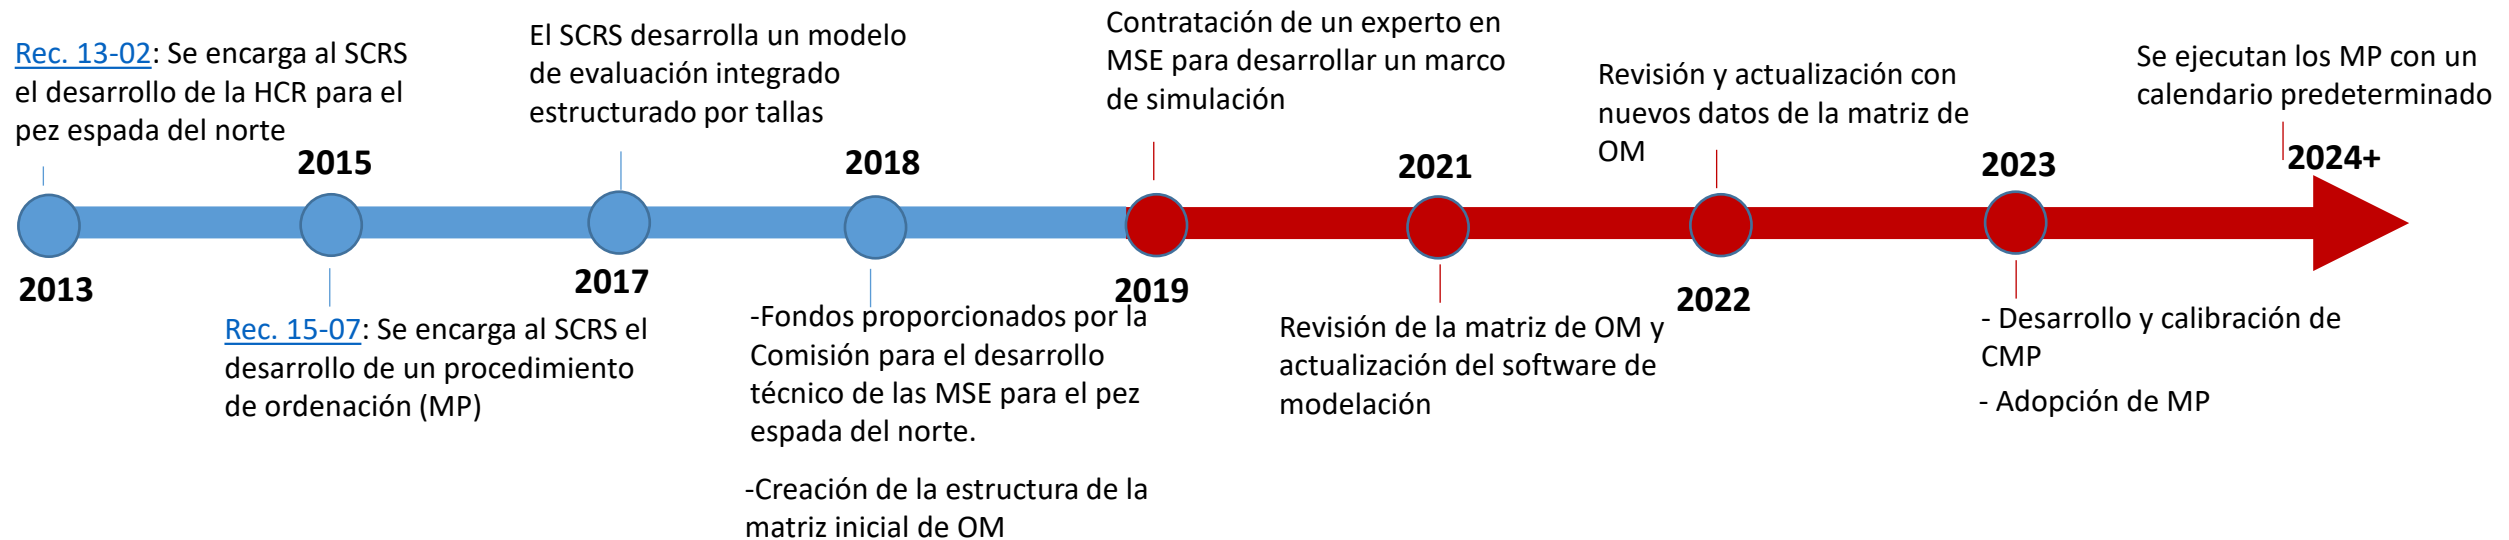 Rec. 13-02: Se encarga al SCRS
el desarrollo de la HCR para el
pez espada del norte
2013
2015
Rec. 15-07: Se encarga al SCRS el
desarrollo de un procedimiento
de ordenación (MP)
El SCRS desarrolla un modelo
de evaluación integrado
estructurado por tallas
2017
2018
-Fondos proporcionados por la
Comisión para el desarrollo
técnico de las MSE para el pez
espada del norte.
-Creación de la estructura de la
matriz inicial de OM
Contratación de un experto en
MSE para desarrollar un marco
de simulación
2019
2021
Revisión de la matriz de OM y
actualización del software de
modelación
Revisión y actualización con
nuevos datos de la matriz de
OM
2022
2023
- Desarrollo y calibración de
CMP
- Adopción de MP
Se ejecutan los MP con un
calendario predeterminado
2024+